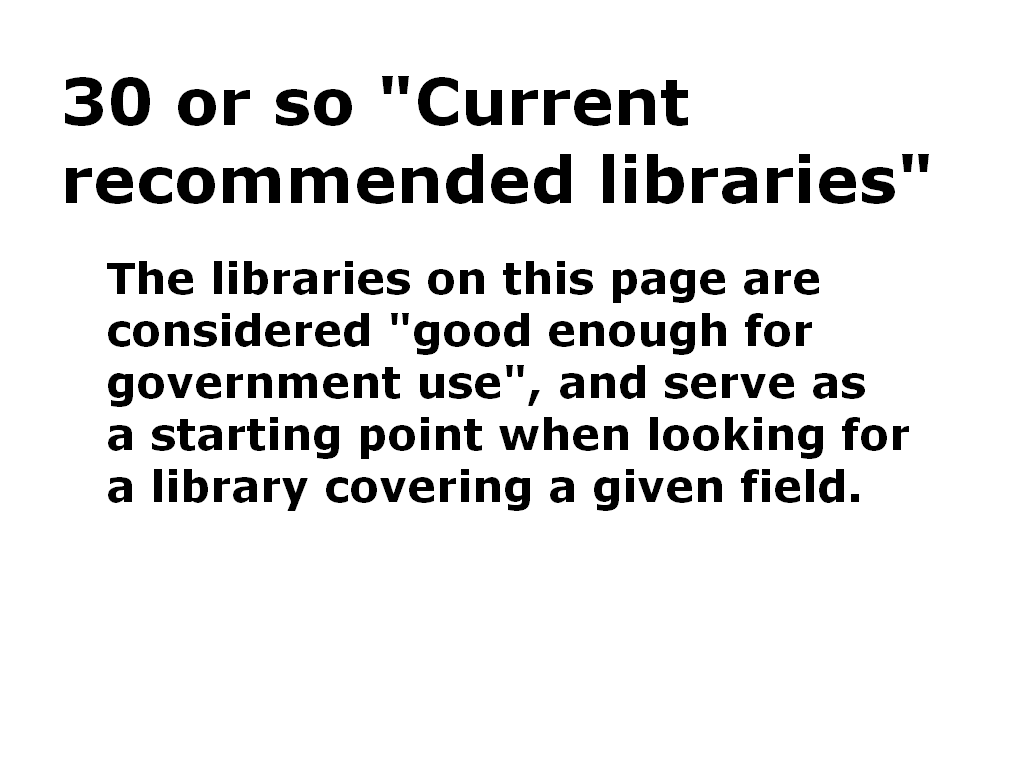 30 or so "Current
recommended libraries"
The libraries on this page are
considered "good enough for
government use", and serve as
a starting point when looking for
a library covering a given field.